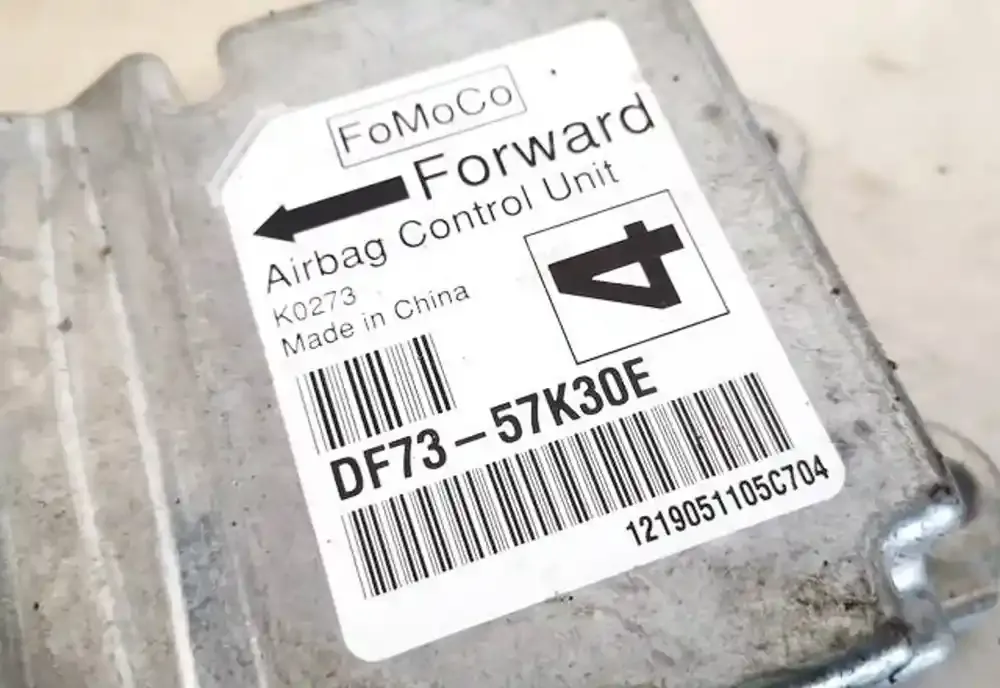 FoMoCo
Forward
Airbag Control Unit
K0273
Made in China
4
DF73-57K30E
1219051105C704